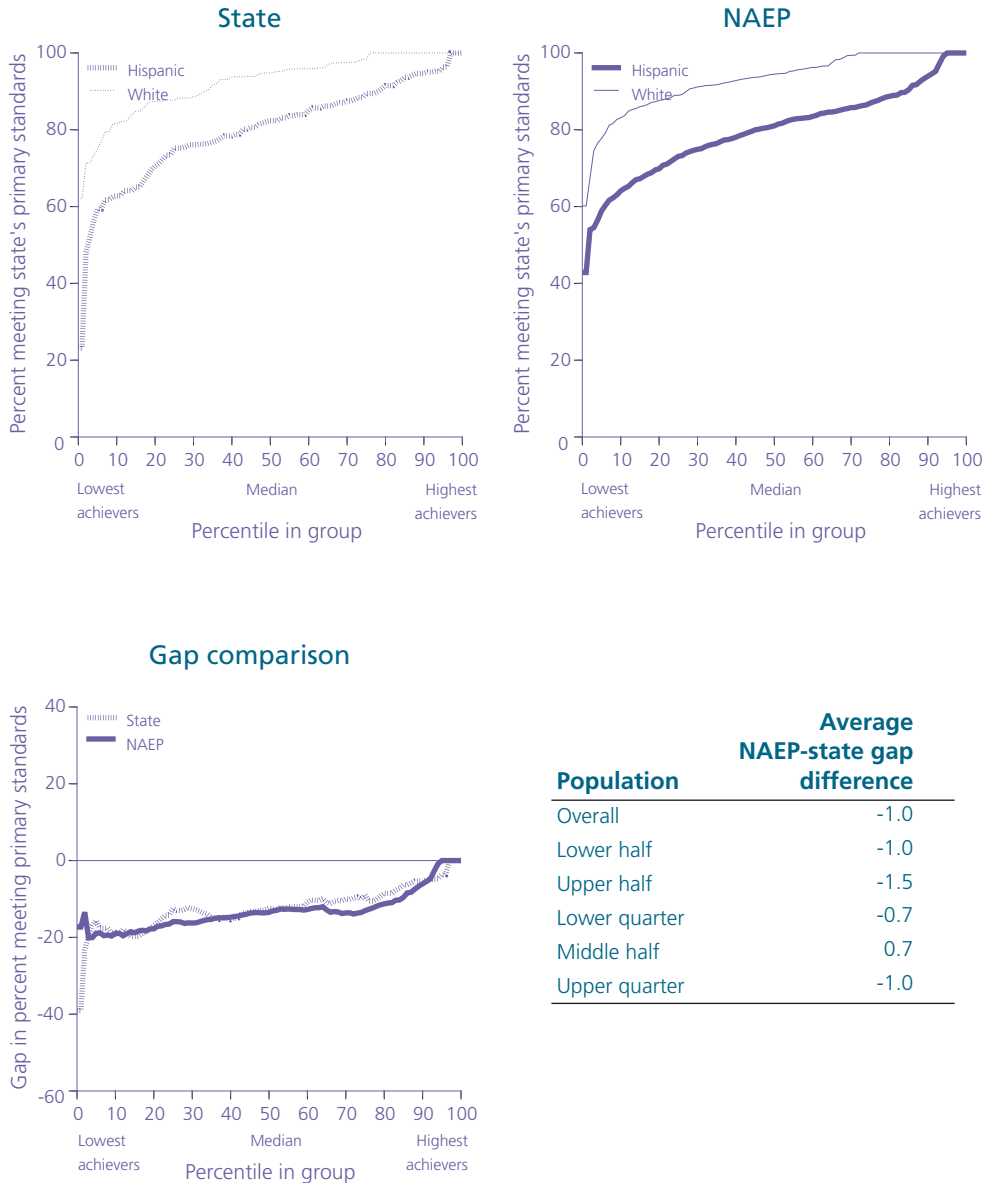 State
Percent meeting state's primary standards
100
80
60
40
20
0
Hispanic
White
0 10 20 30 40 50 60 70 80 90 100
Lowest achievers
Median
Highest achievers
Percentile in group
NAEP
Percent meeting state's primary standards
100
80
60
40
20
0
Hispanic
White
0 10 20 30 40 50 60 70 80 90 100
Lowest achievers
Median
Highest achievers
Percentile in group
Gap comparison
Gap in percent meeting primary standards
40
20
0
-20
-40
-60
State
NAEP
0 10 20 30 40 50 60 70 80 90 100
Lowest achievers
Median
Highest achievers
Percentile in group
Average
NAEP-state gap
Population difference
Overall -1.0
Lower half -1.0
Upper half -1.5
Lower quarter -0.7
Middle half 0.7
Upper quarter -1.0